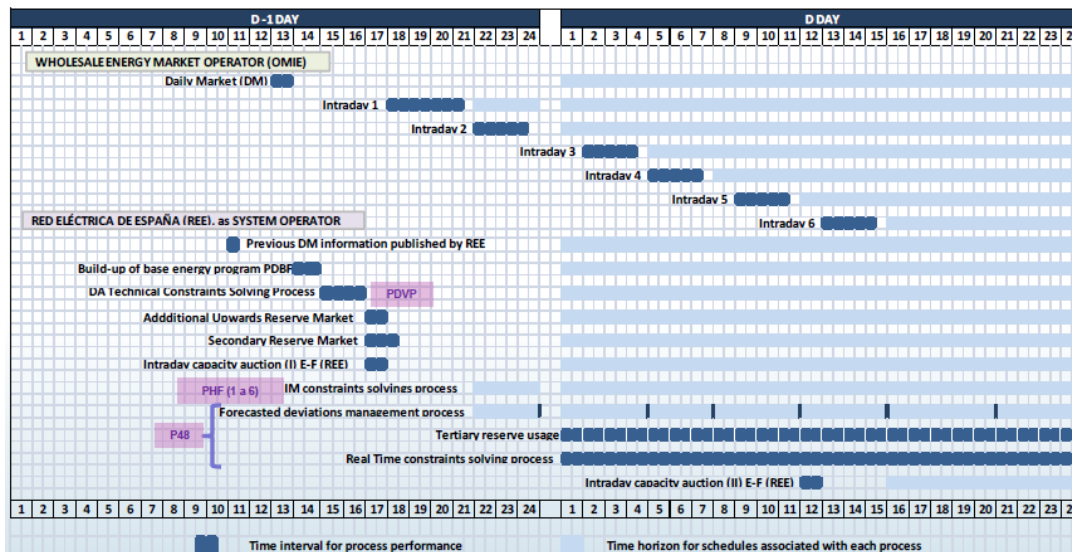 D-1 DAY D DAY
1 2 3 4 5 6 7 8 9 10 11 12 13 14 15 16 17 18 19 20 21 22 23 24 1 2 3 4 5 6 7 8 9 10 11 12 13 14 15 16 17 18 19 20 21 22 23 2
WHOLESALE ENERGY MARKET OPERATOR (OMIE)
Daily Market (DM)
Intraday 1
Intraday 2
Intraday 3
Intraday 4
Intraday 5
Intraday 6
RED ELÉCTRICA DE ESPAÑA (REE), as SYSTEM OPERATOR
Previous DM information published by REE
Build-up of base energy program PDBF
DA Technical Constraints Solving Process PDVP
Addditional Upwards Reserve Market
Secondary Reserve Market
Intraday capacity auction (I) E-F (REE)
PHF (1 a 6) IM constraints solvings process
Forecasted deviations management process
P48 Tertiary reserve usage
Real Time constraints solving process
Intraday capacity auction (II) E-F (REE)
1 2 3 4 5 6 7 8 9 10 11 12 13 14 15 16 17 18 19 20 21 22 23 24 1 2 3 4 5 6 7 8 9 10 11 12 13 14 15 16 17 18 19 20 21 22 23 2
Time interval for process performance Time horizon for schedules associated with each process